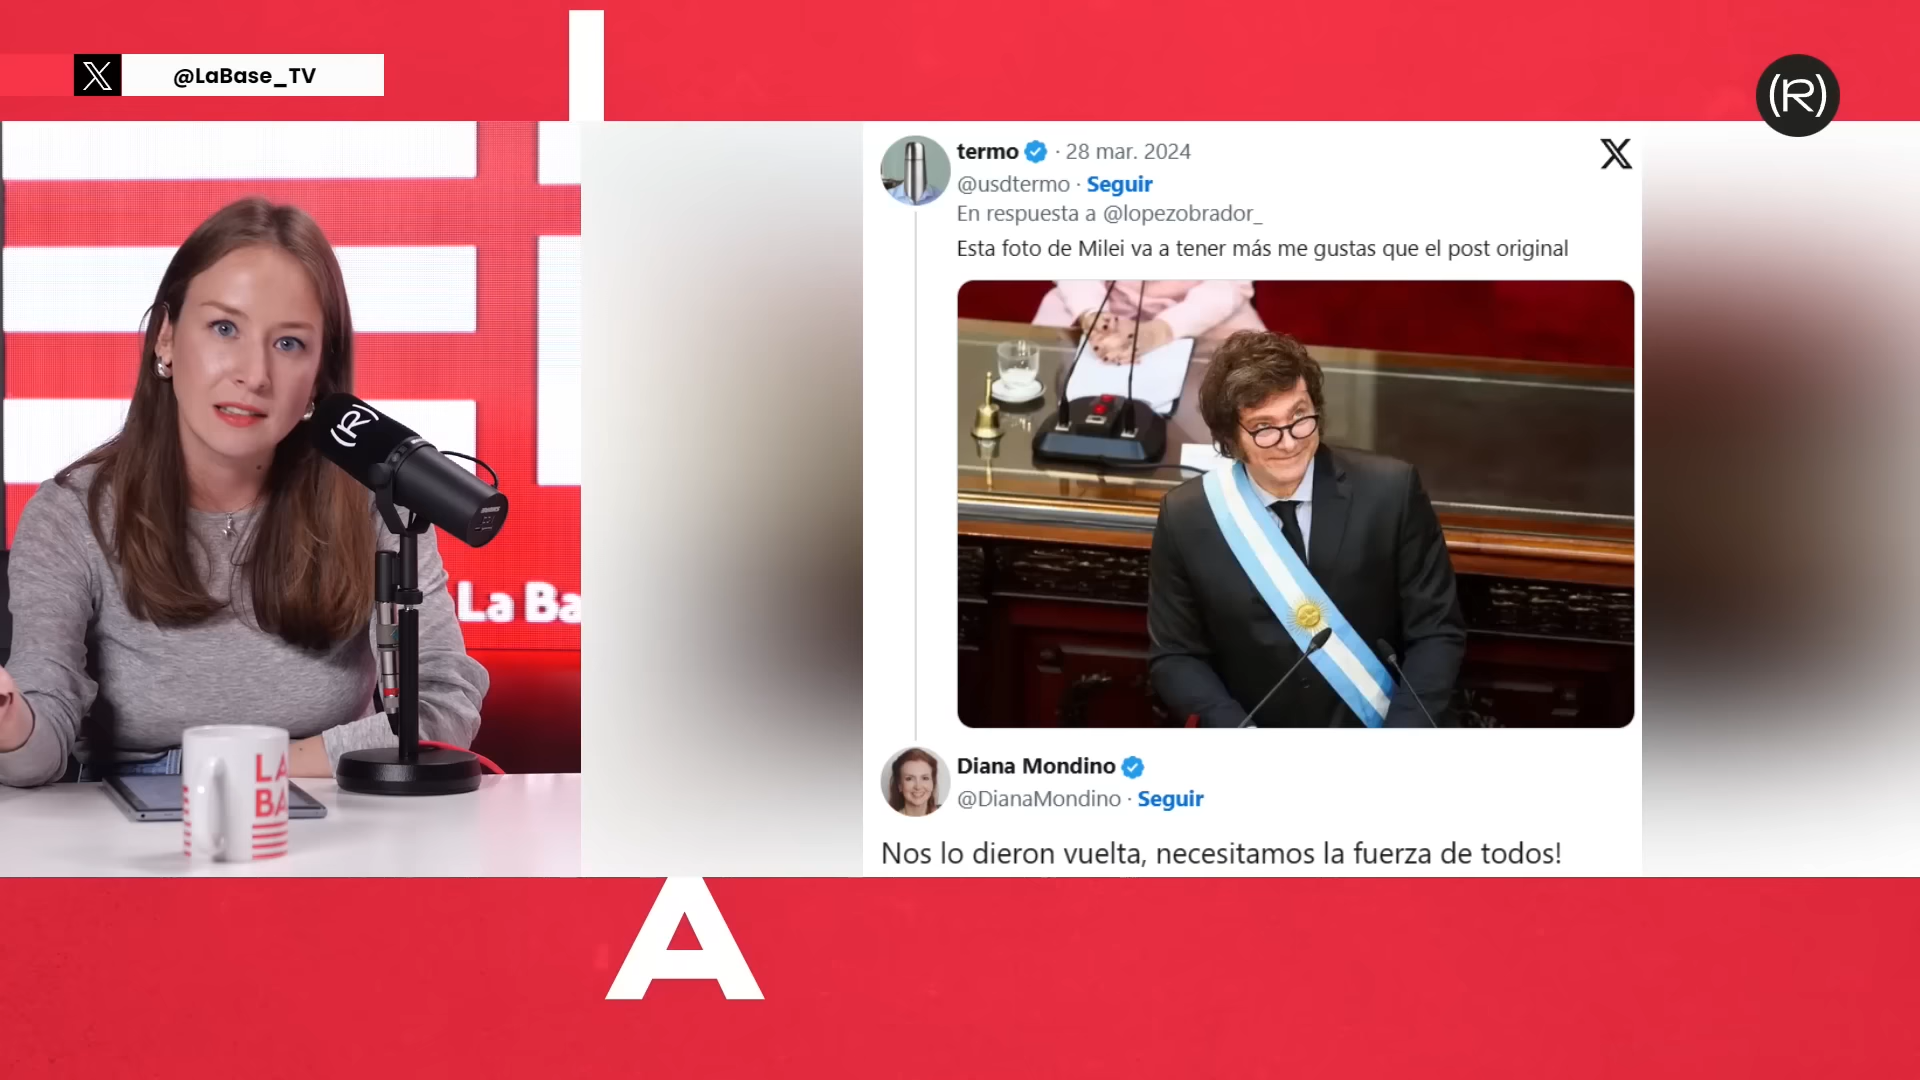 @LaBase_TV
(R)
termo · 28 mar. 2024
@usdtermo · Seguir
En respuesta a @lopezobrador_
Esta foto de Milei va a tener más me gustas que el post original
(R)
La Ba
LA
BA
Diana Mondino
@DianaMondino · Seguir
Nos lo dieron vuelta, necesitamos la fuerza de todos!
A